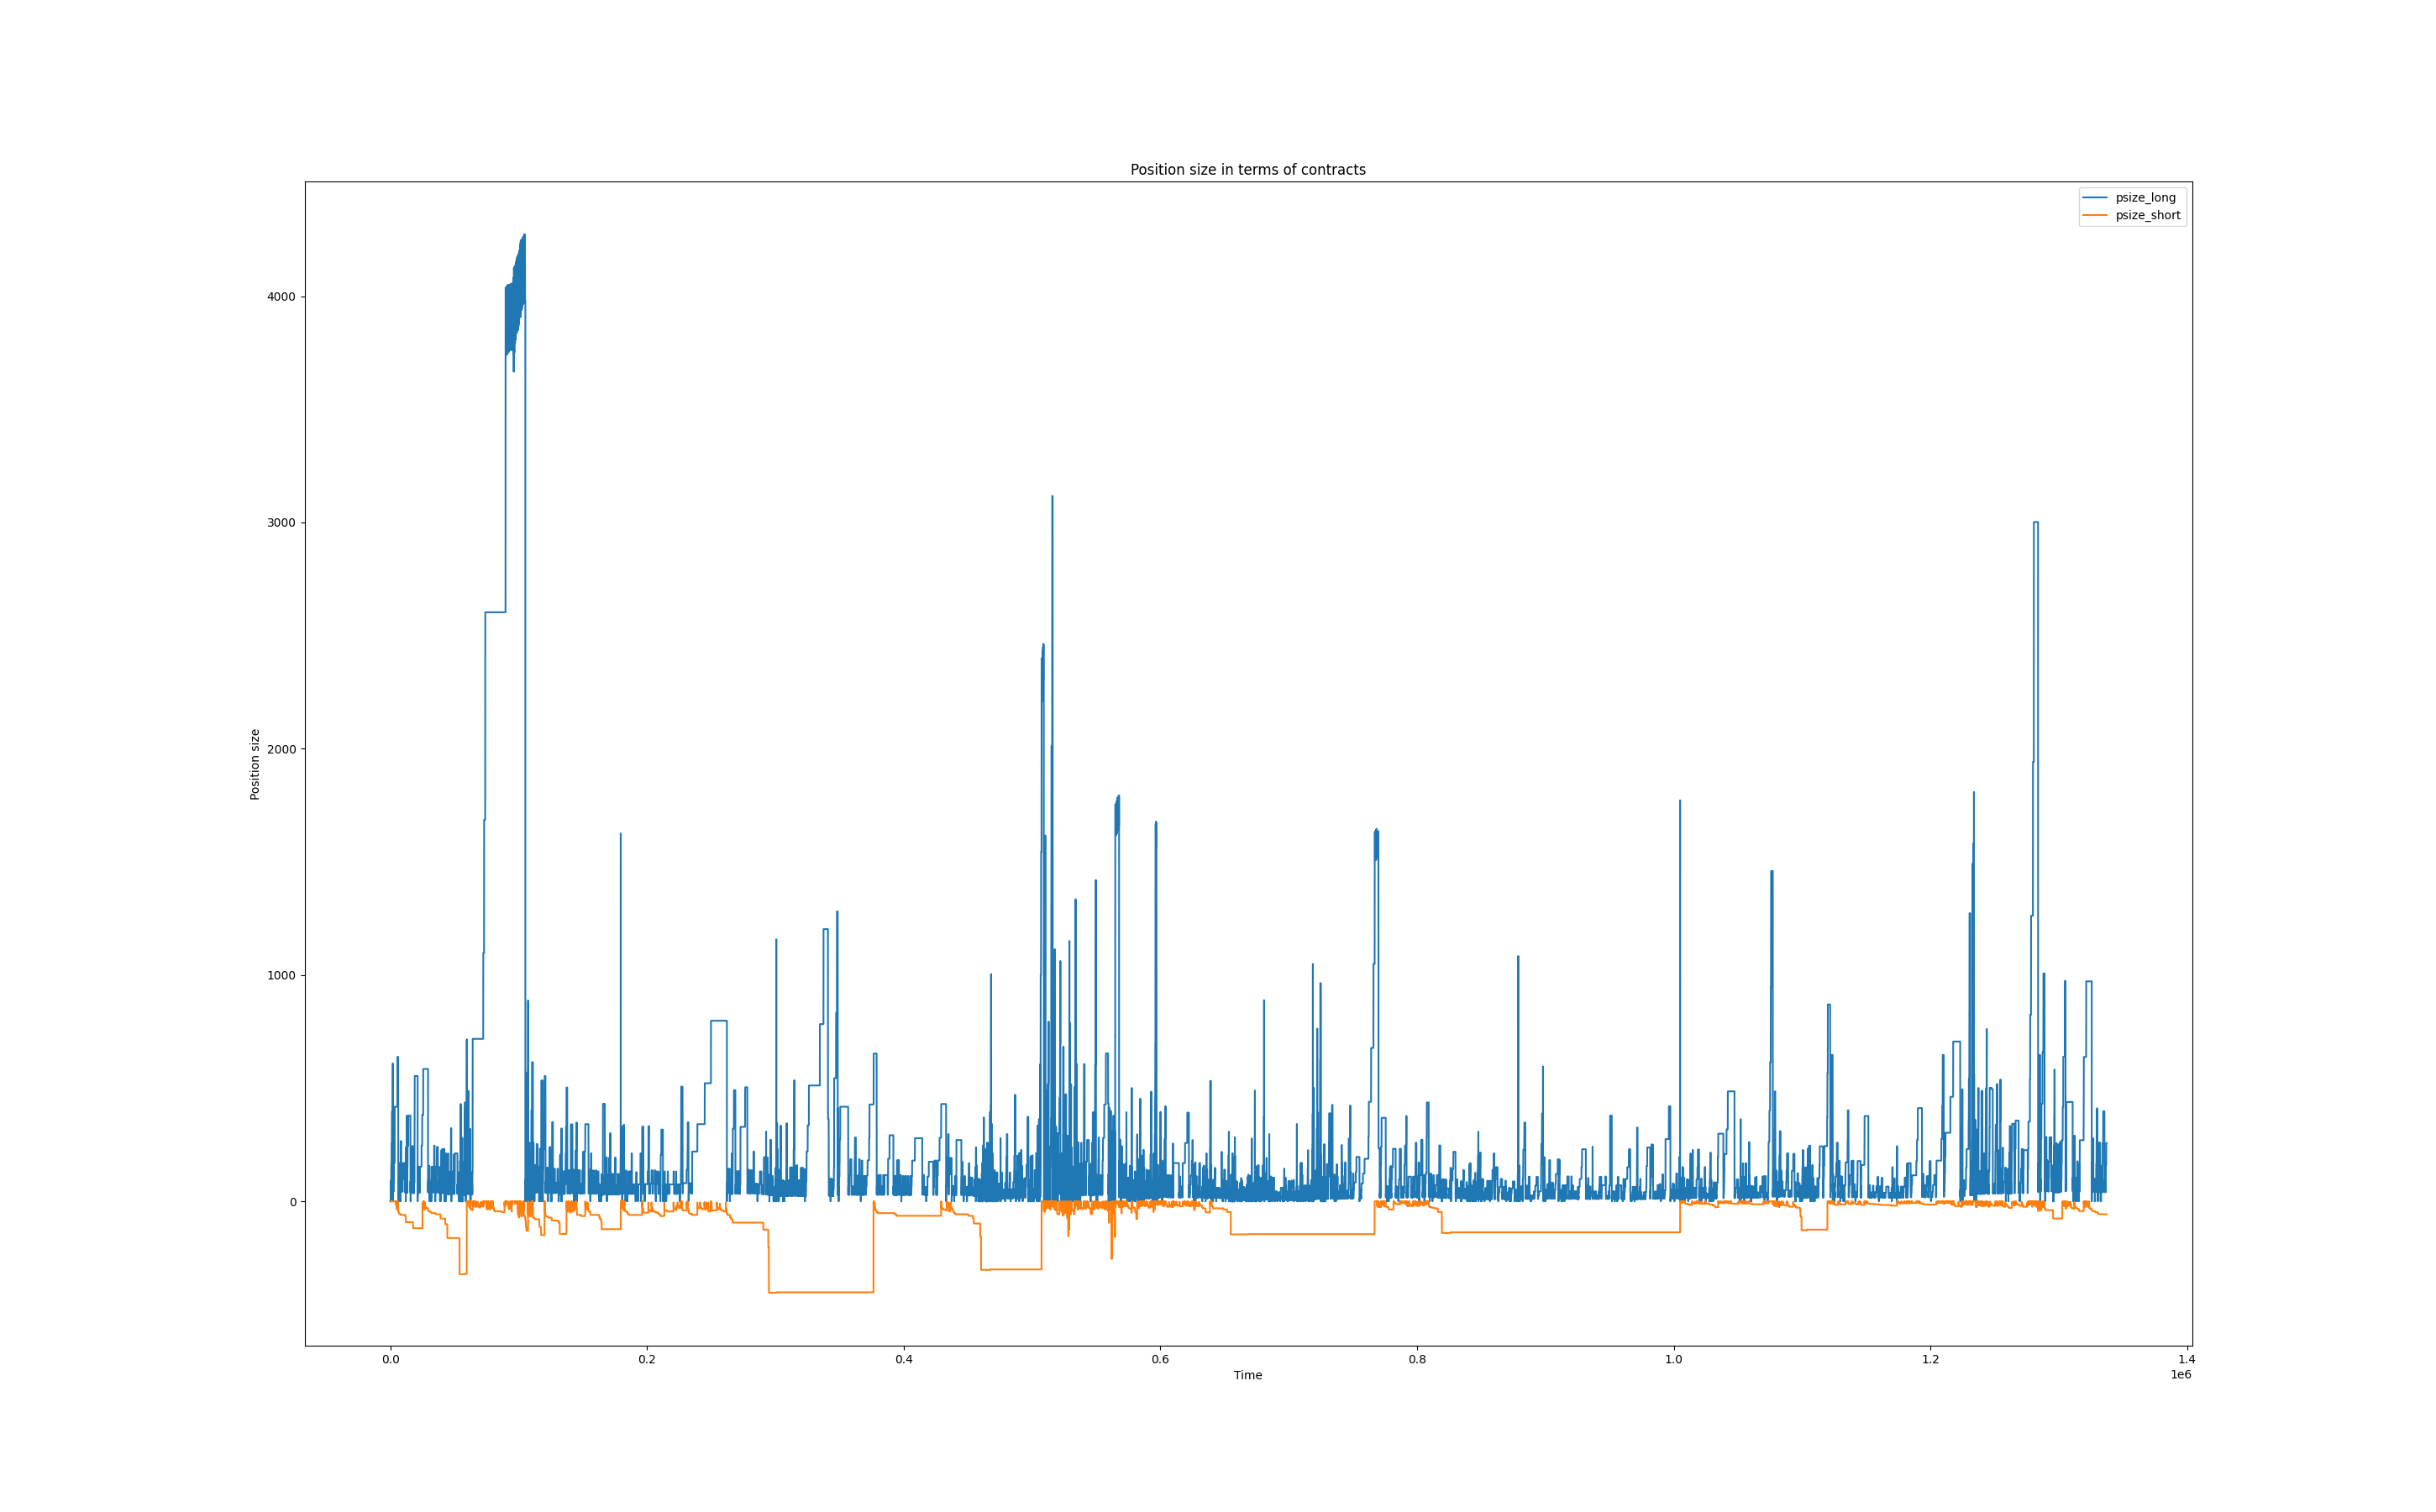 Position size in terms of contracts
psize_long
psize_short
Position size
4000
3000
2000
1000
0
0.0 0.2 0.4 0.6 0.8 1.0 1.2 1.4
Time
1e6